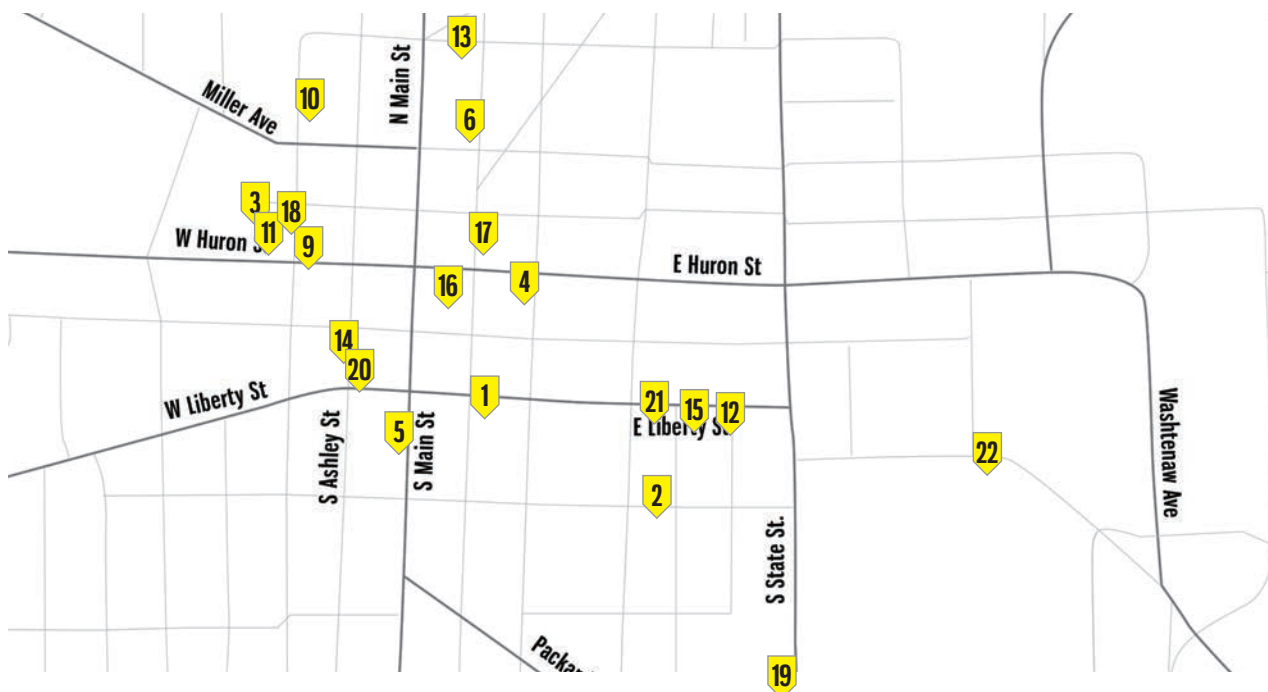 13
N Main St
10
Miller Ave
6
3
18
11
17
W Huron S
9
E Huron St
16
4
14
20
W Liberty St
1
21
15
12
E Liberty St
5
S Ashley St
S Main St
Washtenaw Ave
22
2
S State St.
Packa
19